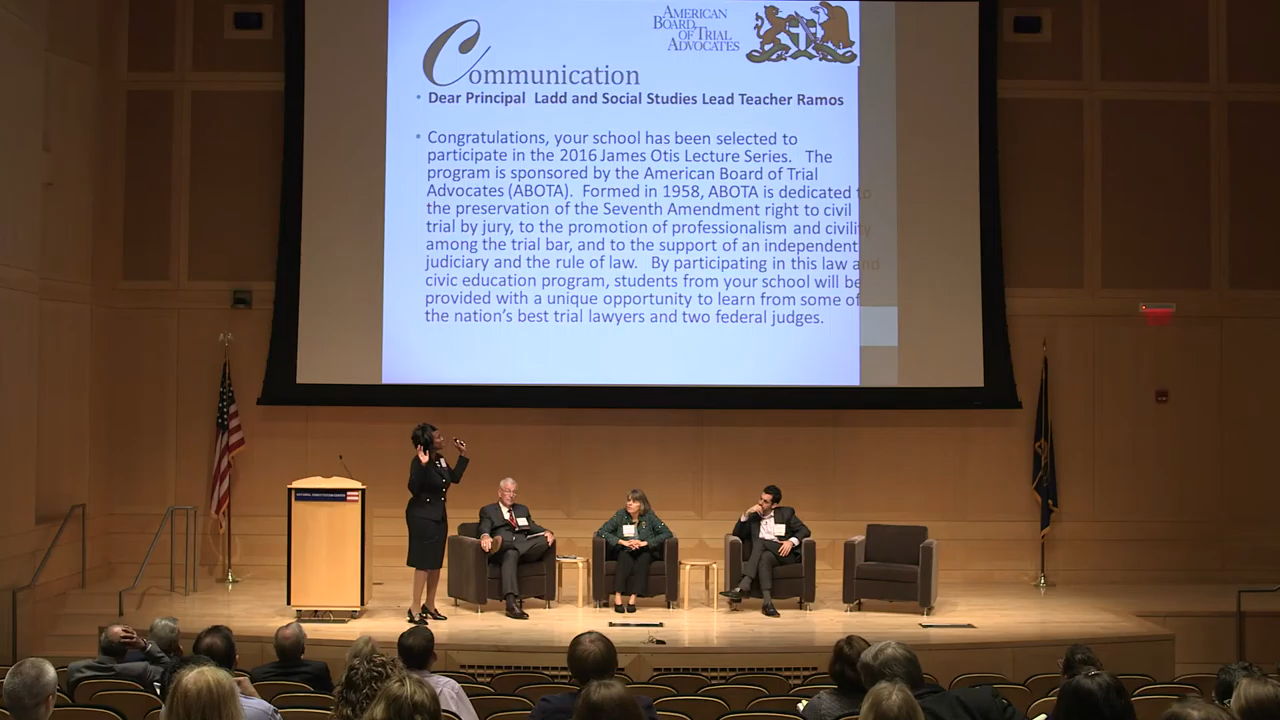 AMERICAN
BOARD
OF TRIAL
ADVOCATES
Communication
• Dear Principal Ladd and Social Studies Lead Teacher Ramos
• Congratulations, your school has been selected to
participate in the 2016 James Otis Lecture Series. The
program is sponsored by the American Board of Trial
Advocates (ABOTA). Formed in 1958, ABOTA is dedicated to
the preservation of the Seventh Amendment right to civil
trial by jury, to the promotion of professionalism and civility
among the trial bar, and to the support of an independent
judiciary and the rule of law. By participating in this law and
civic education program, students from your school will be
provided with a unique opportunity to learn from some of
the nation's best trial lawyers and two federal judges.
NATIONAL CONSTITUTION CENTER